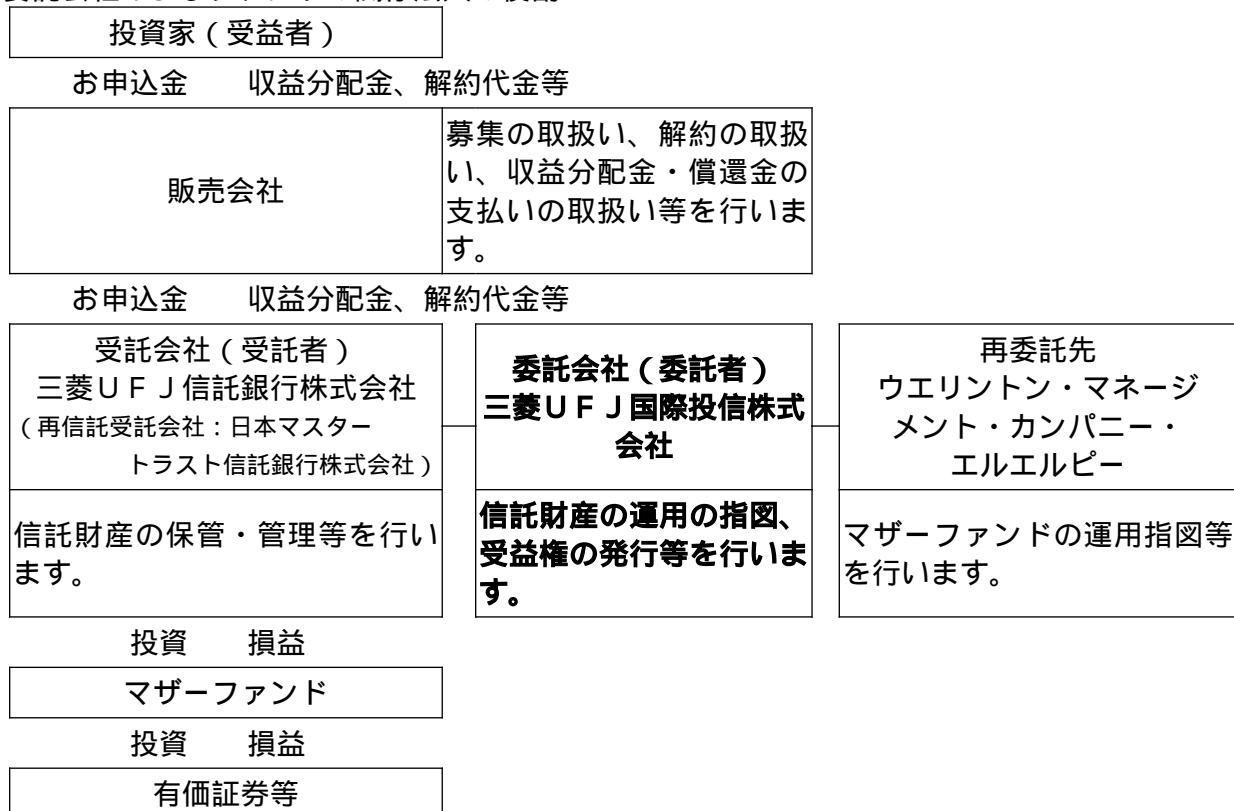 投資家（受益者）
お申込金　　収益分配金、解約代金等
販売会社
募集の取扱い、解約の取扱
い、収益分配金・償還金の
支払いの取扱い等を行いま
す。
お申込金　　収益分配金、解約代金等
受託会社（受託者）
三菱ＵＦＪ信託銀行株式会社
（再信託受託会社：日本マスター
トラスト信託銀行株式会社）
委託会社（委託者）
三菱ＵＦＪ国際投信株式
会社
再委託先
ウエリントン・マネージ
メント・カンパニー・
エルエルピー
信託財産の保管・管理等を行い
ます。
信託財産の運用の指図、
受益権の発行等を行いま
す。
マザーファンドの運用指図等
を行います。
投資　　損益
マザーファンド
投資　　損益
有価証券等